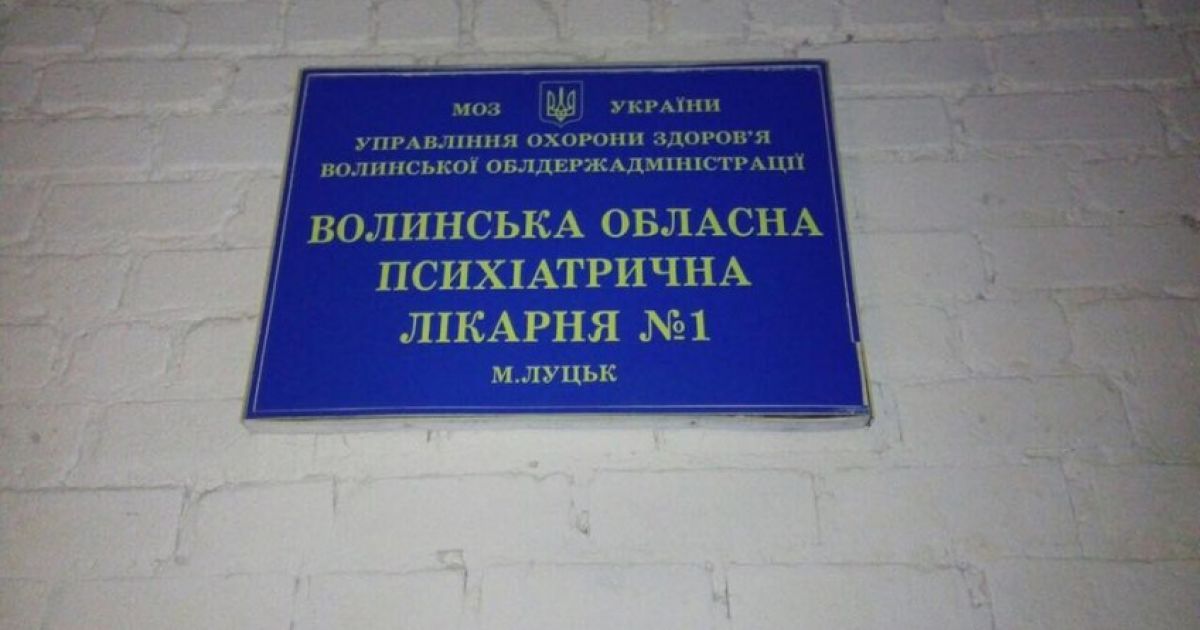 МОЗ УКРАЇНИ
УПРАВЛІННЯ ОХОРОНИ ЗДОРОВ'Я
ВОЛИНСЬКОЇ ОБЛДЕРЖАДМІНІСТРАЦІЇ
ВОЛИНСЬКА ОБЛАСНА
ПСИХІАТРИЧНА
ЛІКАРНЯ №1
М.ЛУЦЬК